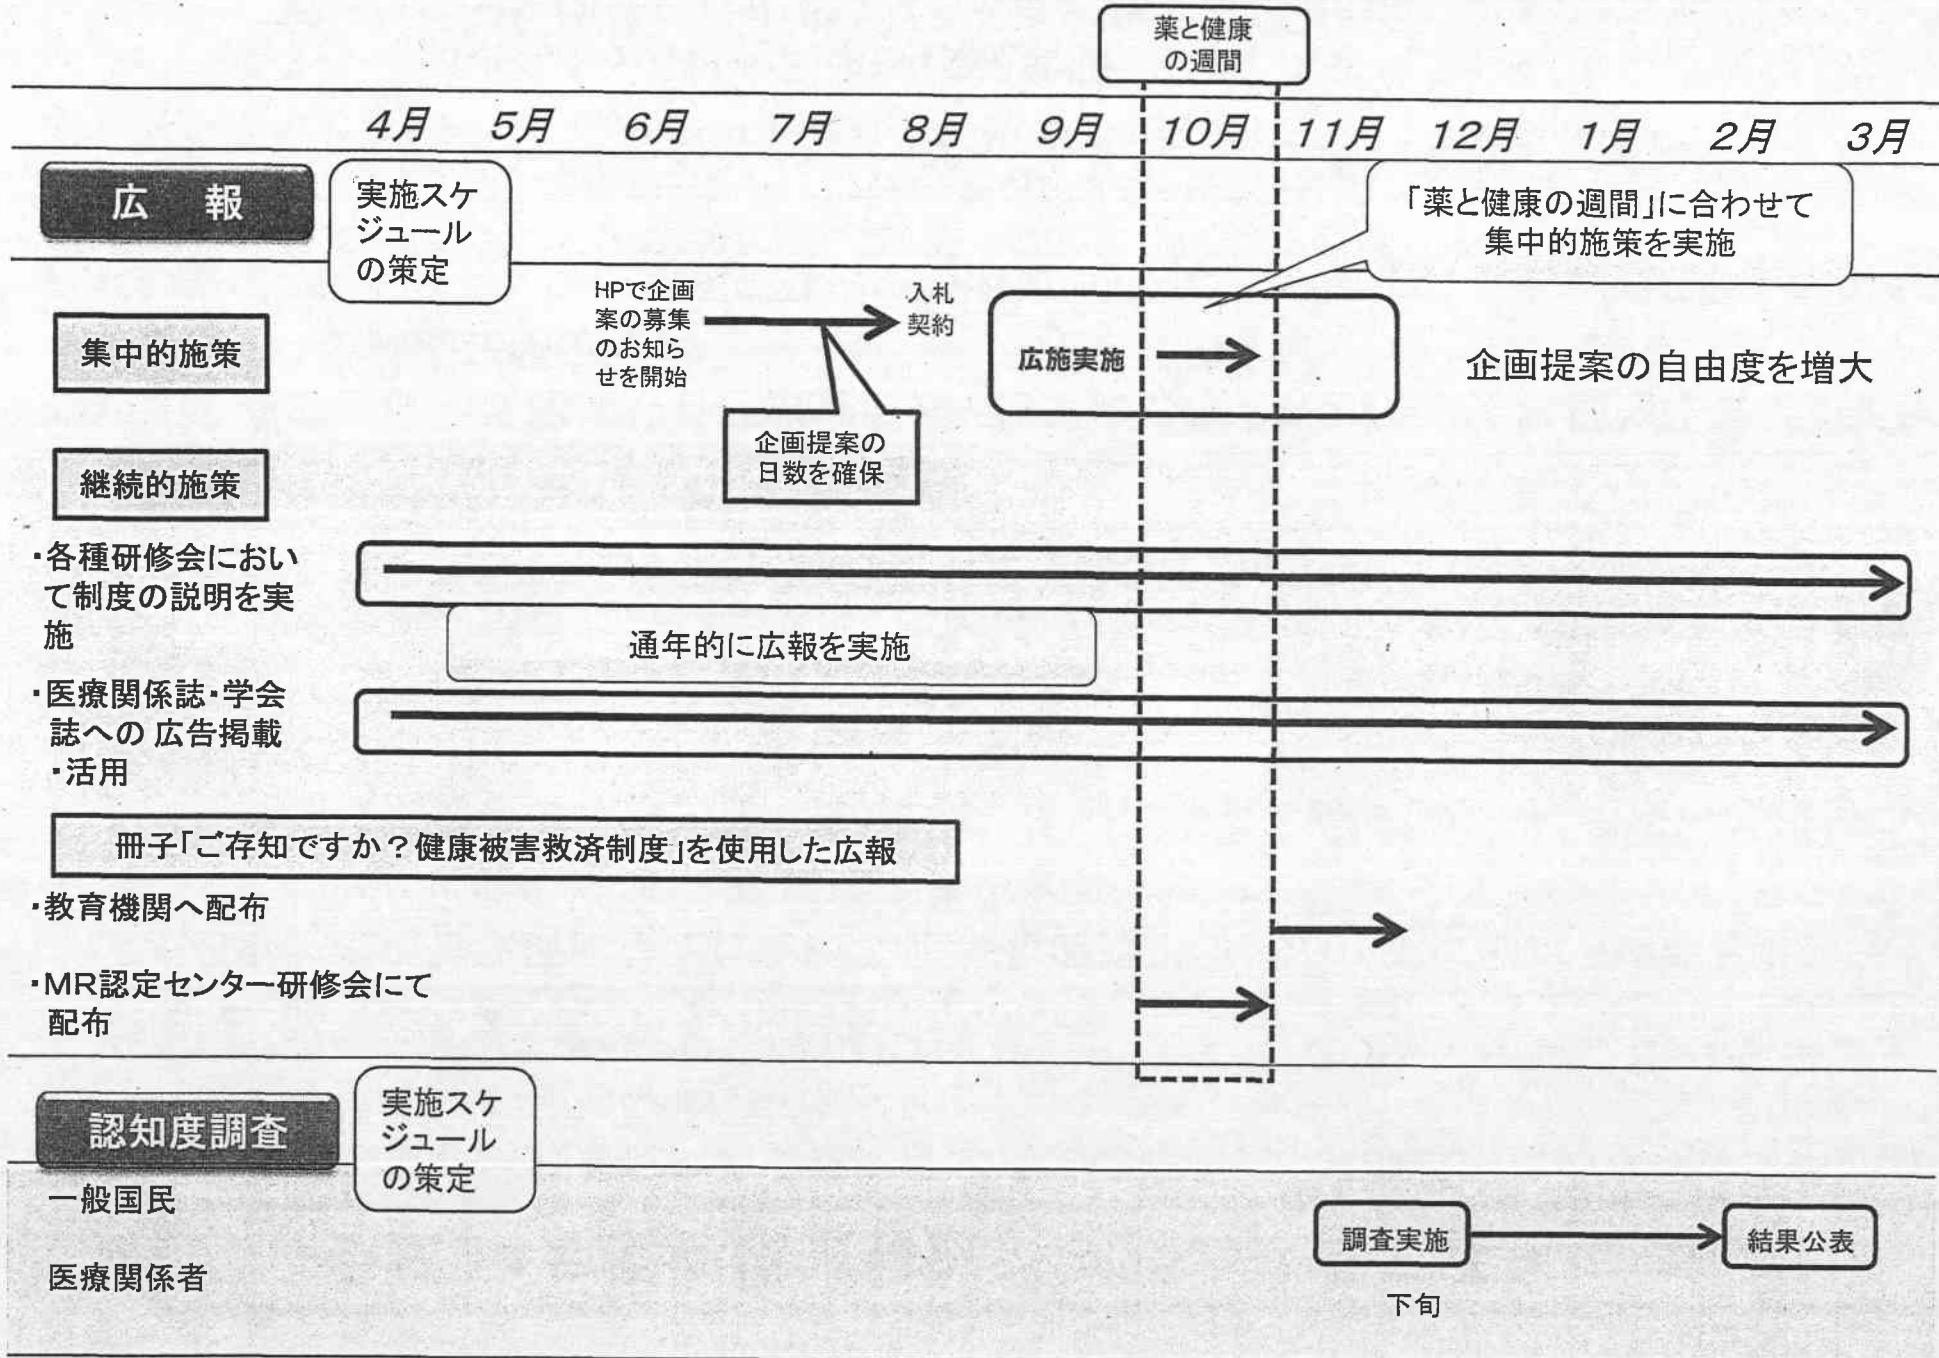 薬と健康
の週間
4月 5月 6月 7月 8月 9月 10月 11月 12月 1月 2月 3月
広 報
実施スケ
ジュール
の策定
「薬と健康の週間」に合わせて
集中的施策を実施
集中的施策
HPで企画
案の募集
のお知ら
せを開始
入札
契約
広施実施
企画提案の自由度を増大
企画提案の
日数を確保
継続的施策
・各種研修会におい
て制度の説明を実
施
通年的に広報を実施
・医療関係誌・学会
誌への 広告掲載
・活用
冊子「ご存知ですか？健康被害救済制度」を使用した広報
・教育機関へ配布
・MR認定センター研修会にて
配布
認知度調査
実施スケ
ジュール
の策定
一般国民
医療関係者
調査実施
結果公表
下旬